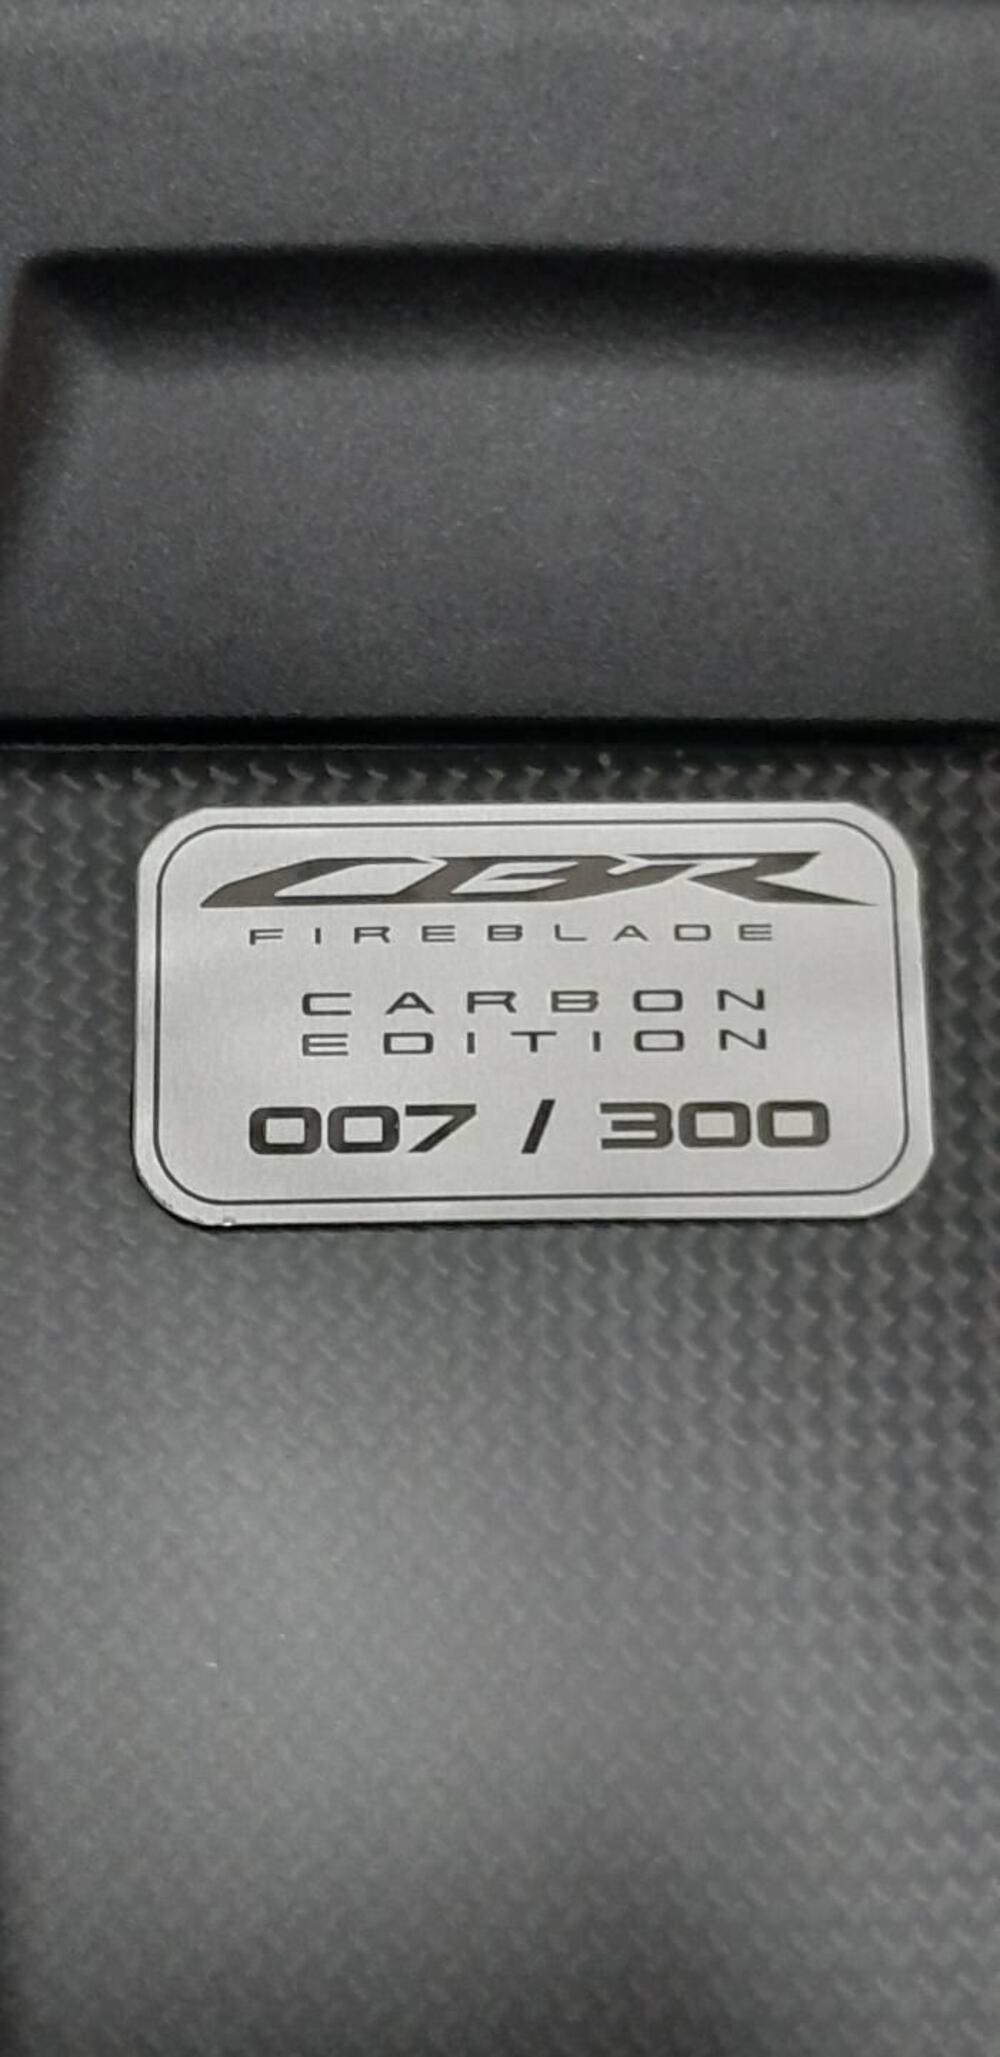 CBR
FIREBLADE
CARBON
EDITION
007 / 300